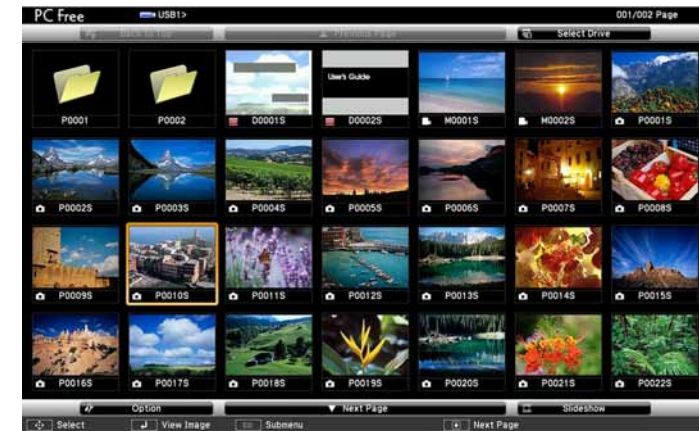 PC Free USB1> 001/002 Page
Back to Top ▲ Previous Page Select Drive
User's Guide
P0001 P0002 D0001S D0002S M0001S M0002S P0001S
P0002S P0003S P0004S P0005S P0006S P0007S P0008S
P0009S P0010S P0011S P0012S P0013S P0014S P0015S
P0016S P0017S P0018S P0019S P0020S P0021S P0022S
Option ▼ Next Page Slideshow
Select View Image Submenu Next Page